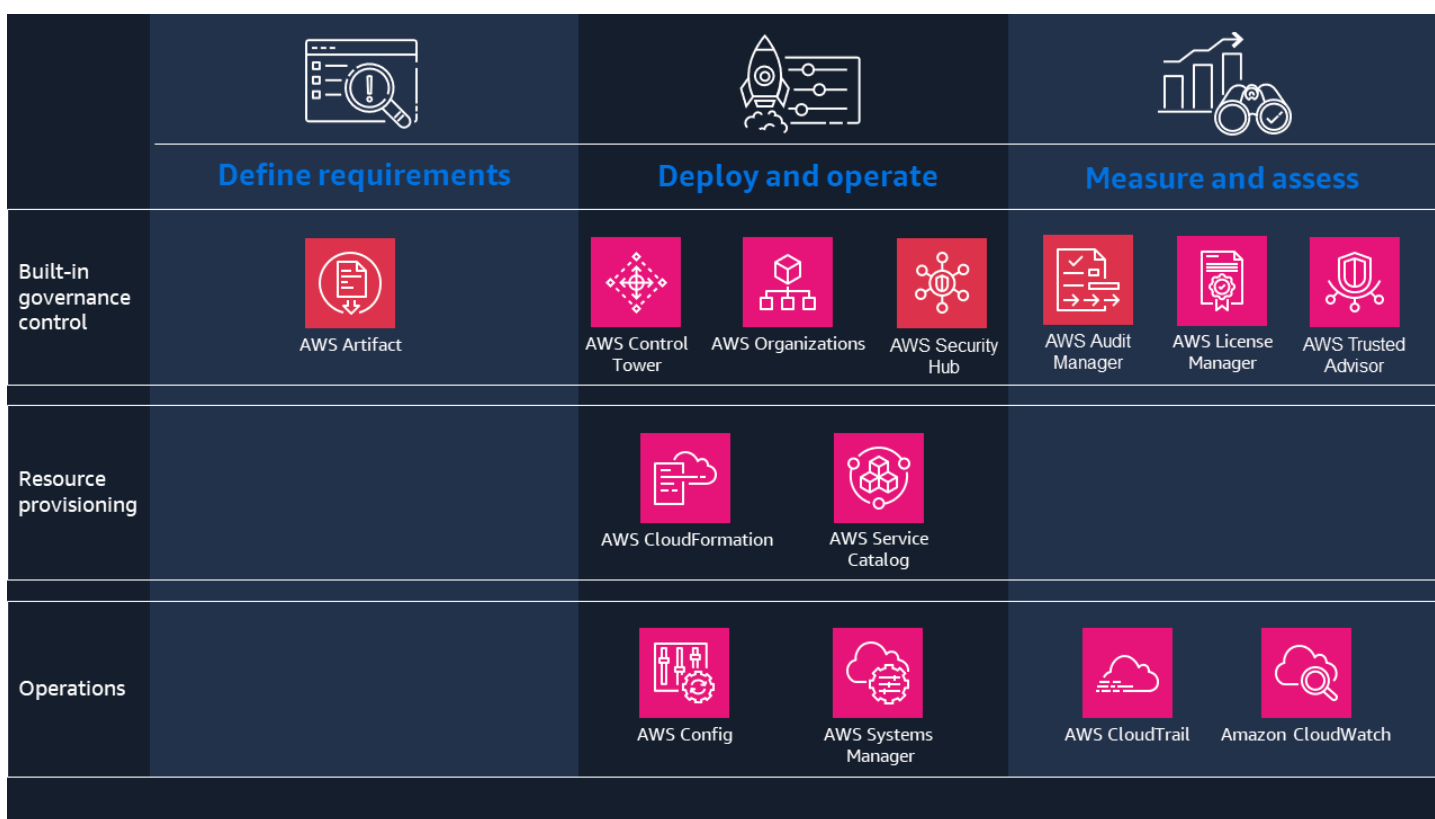 Define requirements
Deploy and operate
Measure and assess
Built-in
governance
control
AWS Artifact
AWS Control
Tower
AWS Organizations
AWS Security
Hub
AWS Audit
Manager
AWS License
Manager
AWS Trusted
Advisor
Resource
provisioning
AWS CloudFormation
AWS Service
Catalog
Operations
AWS Config
AWS Systems
Manager
AWS CloudTrail
Amazon CloudWatch